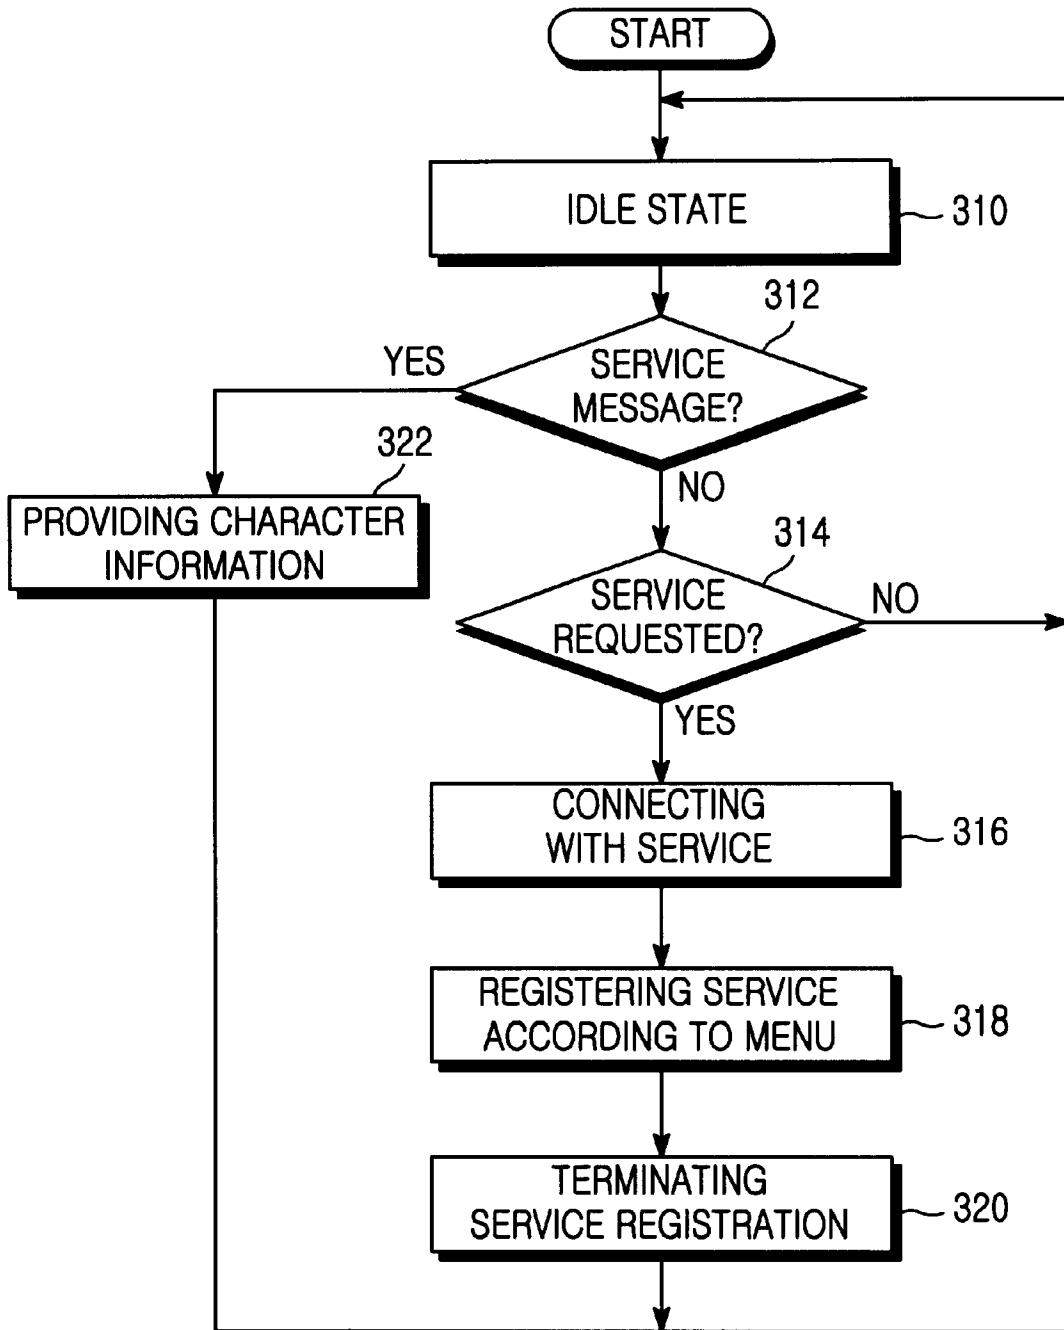 START
IDLE STATE
310
312
YES
SERVICE
MESSAGE?
322
NO
PROVIDING CHARACTER
INFORMATION
314
SERVICE
REQUESTED?
NO
YES
CONNECTING
WITH SERVICE
316
REGISTERING SERVICE
ACCORDING TO MENU
318
TERMINATING
SERVICE REGISTRATION
320